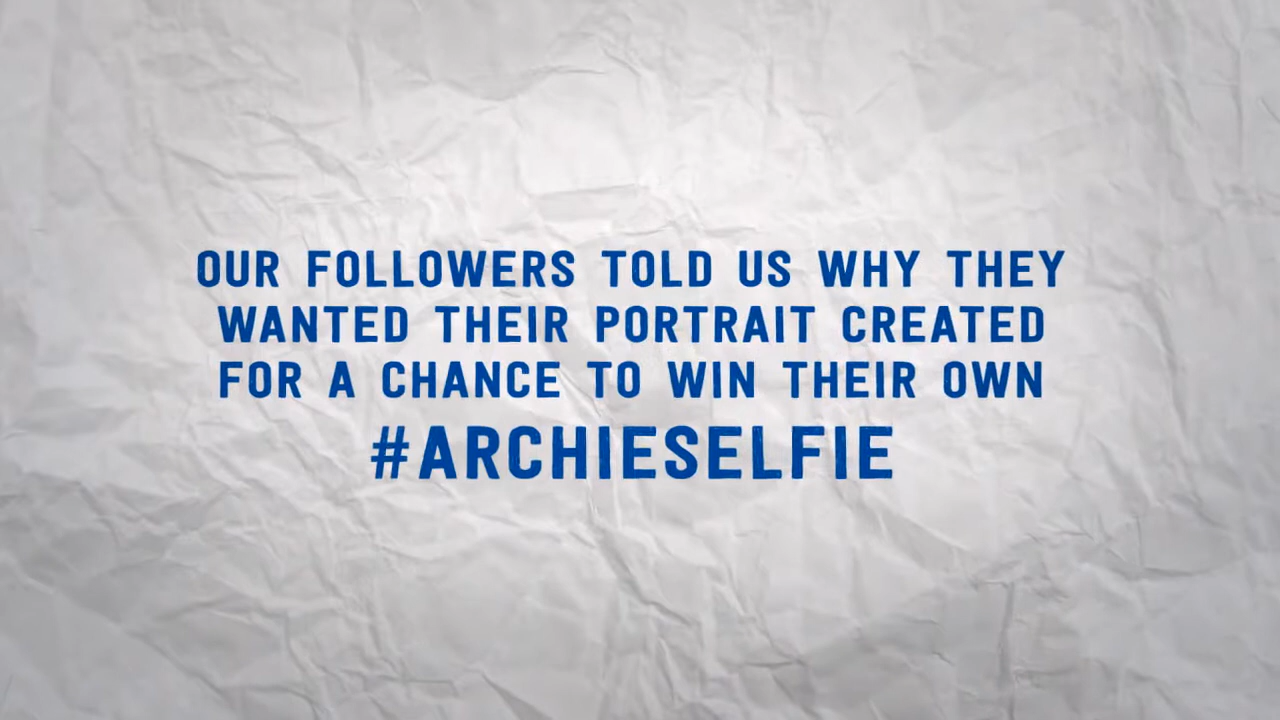 OUR FOLLOWERS TOLD US WHY THEY
WANTED THEIR PORTRAIT CREATED
FOR A CHANCE TO WIN THEIR OWN
#ARCHIESELFIE